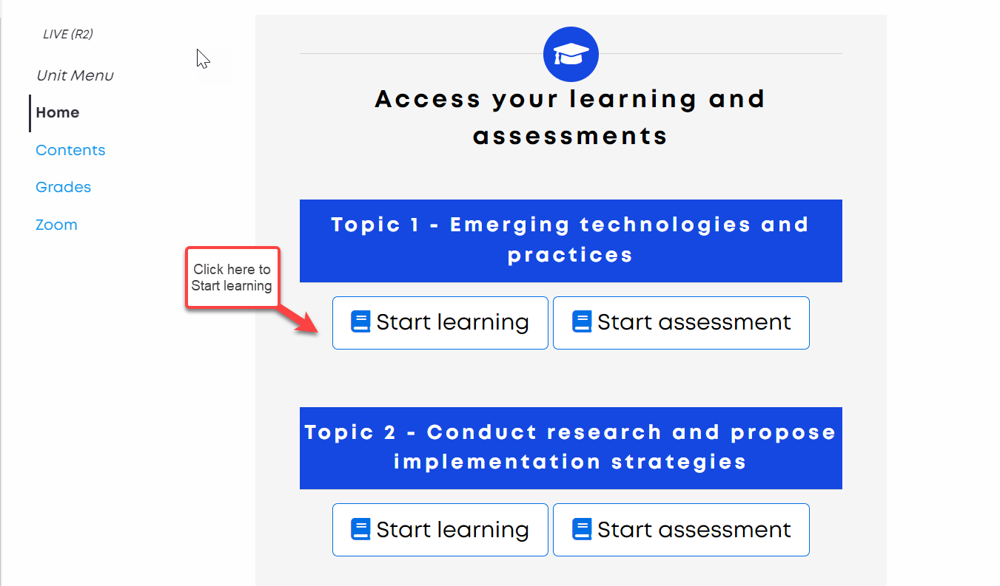 LIVE (R2)
Unit Menu
Home
Contents
Grades
Zoom
Access your learning and
assessments
Topic 1 - Emerging technologies and
practices
Click here to
Start learning
Start learning
Start assessment
Topic 2 - Conduct research and propose
implementation strategies
Start learning
Start assessment